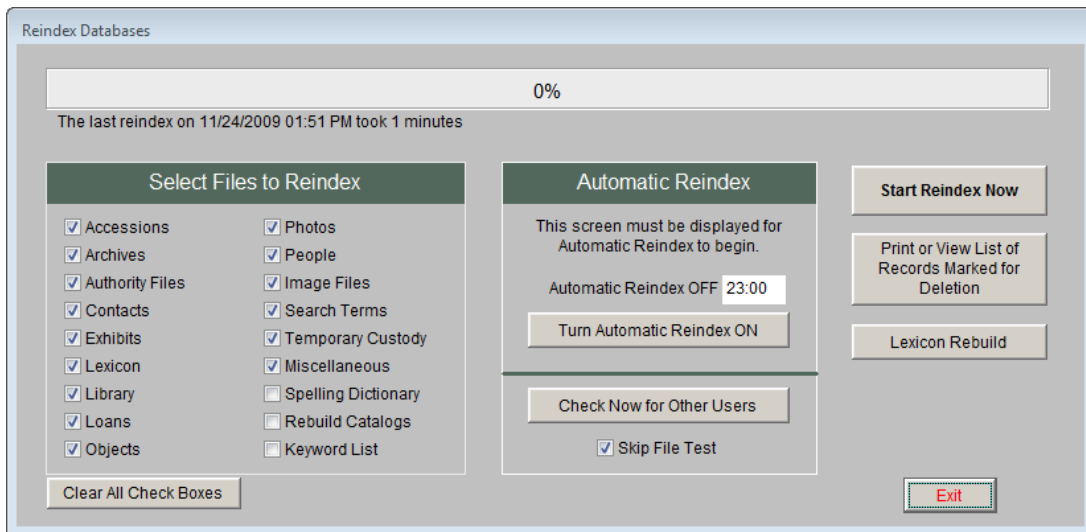 Reindex Databases
0%
The last reindex on 11/24/2009 01:51 PM took 1 minutes
Select Files to Reindex
Accessions
Archives
Authority Files
Contacts
Exhibits
Lexicon
Library
Loans
Objects
Photos
People
Image Files
Search Terms
Temporary Custody
Miscellaneous
Spelling Dictionary
Rebuild Catalogs
Keyword List
Clear All Check Boxes
Automatic Reindex
This screen must be displayed for
Automatic Reindex to begin.
Automatic Reindex OFF 23:00
Turn Automatic Reindex ON
Check Now for Other Users
Skip File Test
Start Reindex Now
Print or View List of
Records Marked for
Deletion
Lexicon Rebuild
Exit